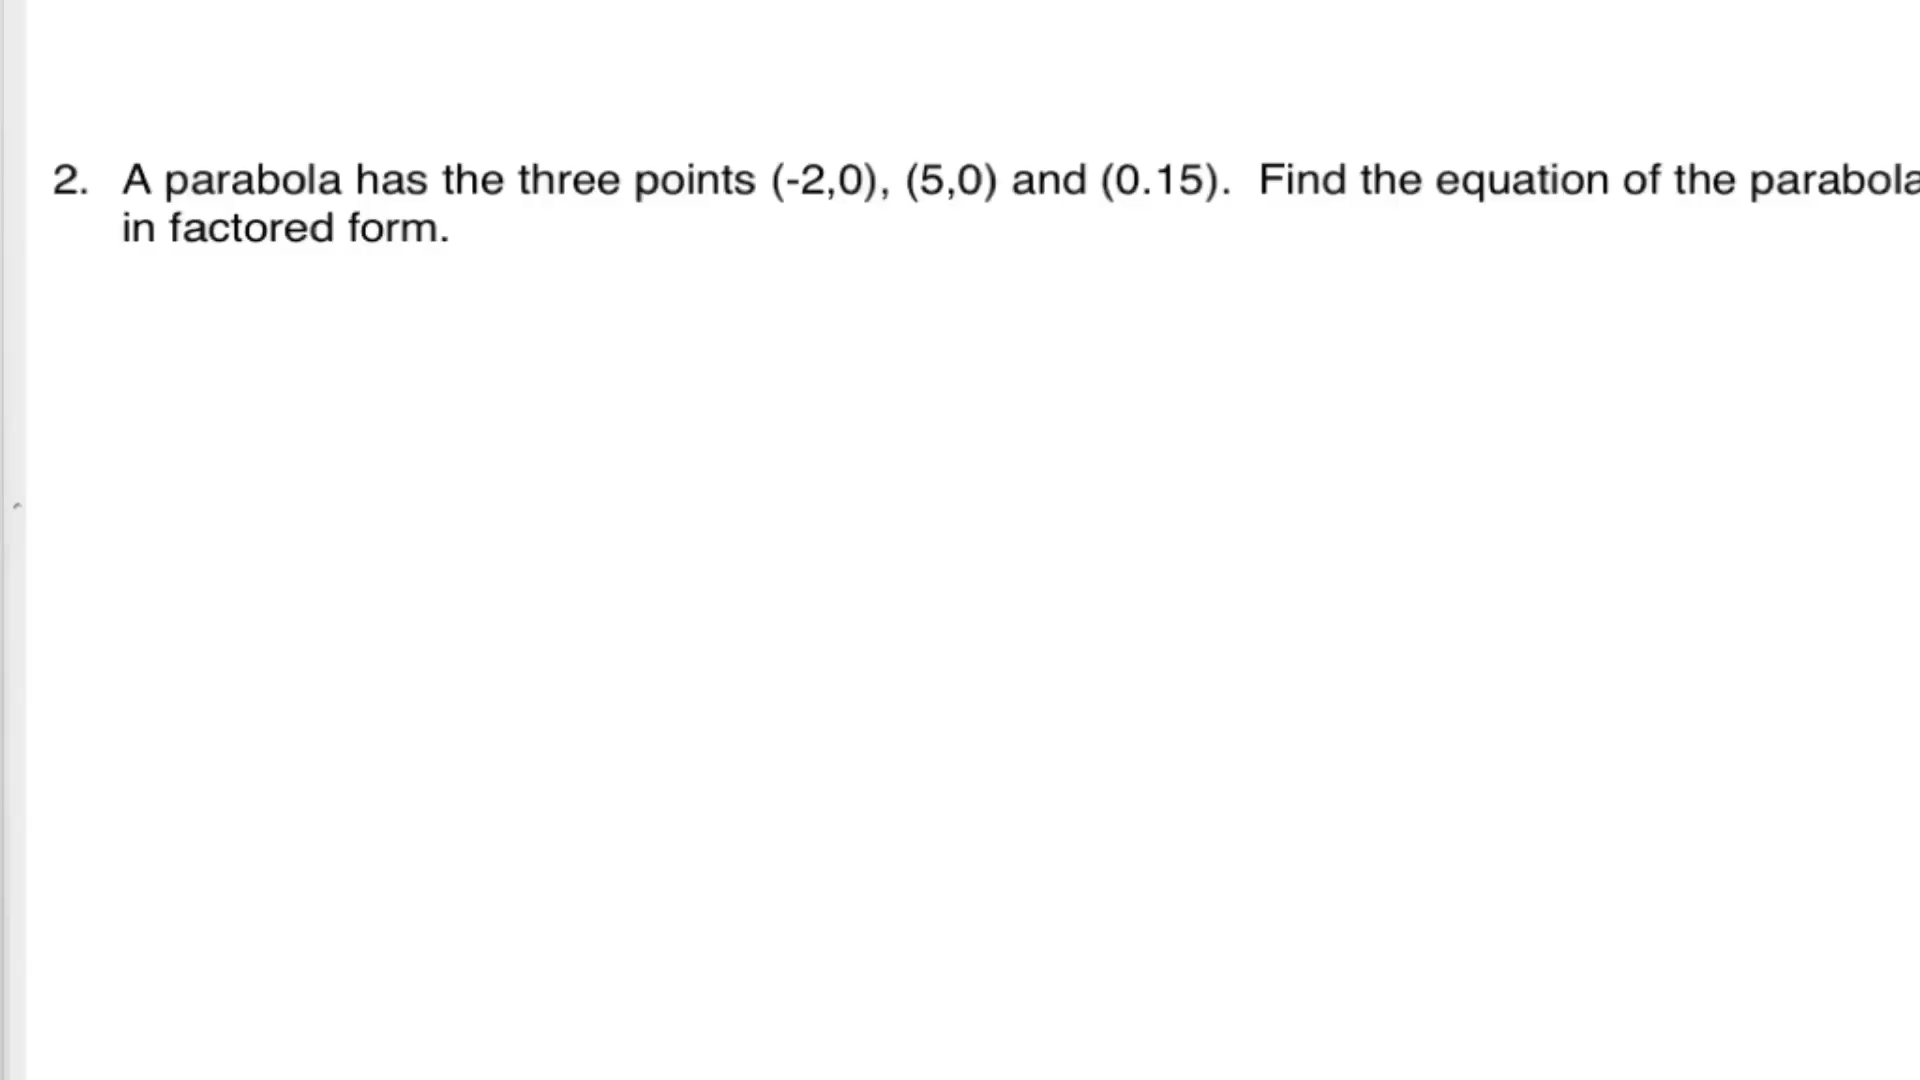 2. A parabola has the three points (-2,0), (5,0) and (0.15). Find the equation of the parabola
in factored form.